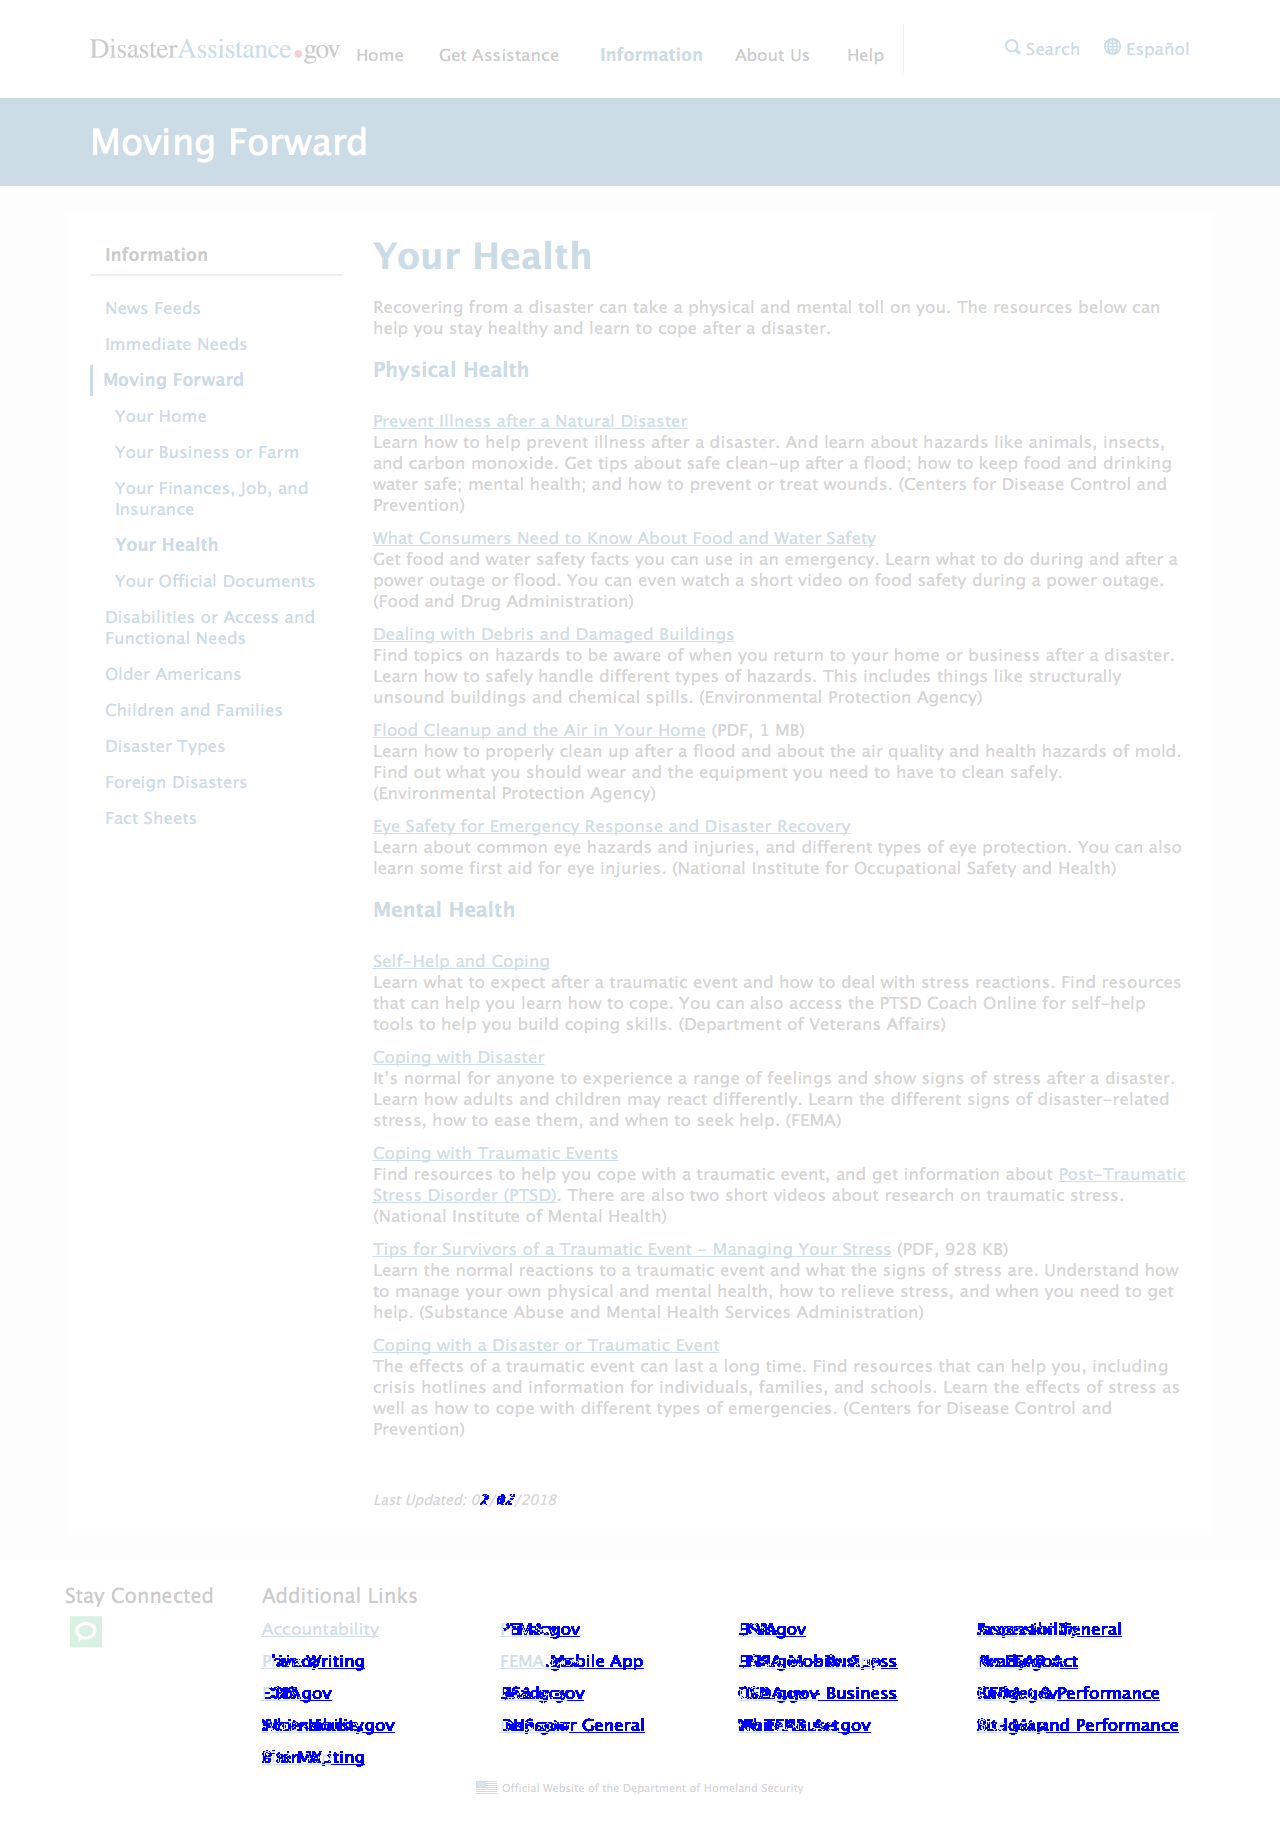 DisasterAssistance.gov
Home Get Assistance Information About Us Help
Search Español
Moving Forward
Information
News Feeds
Immediate Needs
Moving Forward
Your Home
Your Business or Farm
Your Finances, Job, and
Insurance
Your Health
Your Official Documents
Disabilities or Access and
Functional Needs
Older Americans
Children and Families
Disaster Types
Foreign Disasters
Fact Sheets
Your Health
Recovering from a disaster can take a physical and mental toll on you. The resources below can
help you stay healthy and learn to cope after a disaster.
Physical Health
Prevent Illness after a Natural Disaster
Learn how to help prevent illness after a disaster. And learn about hazards like animals, insects,
and carbon monoxide. Get tips about safe clean-up after a flood; how to keep food and drinking
water safe; mental health; and how to prevent or treat wounds. (Centers for Disease Control and
Prevention)
What Consumers Need to Know About Food and Water Safety
Get food and water safety facts you can use in an emergency. Learn what to do during and after a
power outage or flood. You can even watch a short video on food safety during a power outage.
(Food and Drug Administration)
Dealing with Debris and Damaged Buildings
Find topics on hazards to be aware of when you return to your home or business after a disaster.
Learn how to safely handle different types of hazards. This includes things like structurally
unsound buildings and chemical spills. (Environmental Protection Agency)
Flood Cleanup and the Air in Your Home (PDF, 1 MB)
Learn how to properly clean up after a flood and about the air quality and health hazards of mold.
Find out what you should wear and the equipment you need to have to clean safely.
(Environmental Protection Agency)
Eye Safety for Emergency Response and Disaster Recovery
Learn about common eye hazards and injuries, and different types of eye protection. You can also
learn some first aid for eye injuries. (National Institute for Occupational Safety and Health)
Mental Health
Self-Help and Coping
Learn what to expect after a traumatic event and how to deal with stress reactions. Find resources
that can help you learn how to cope. You can also access the PTSD Coach Online for self-help
tools to help you build coping skills. (Department of Veterans Affairs)
Coping with Disaster
It's normal for anyone to experience a range of feelings and show signs of stress after a disaster.
Learn how adults and children may react differently. Learn the different signs of disaster-related
stress, how to ease them, and when to seek help. (FEMA)
Coping with Traumatic Events
Find resources to help you cope with a traumatic event, and get information about Post-Traumatic
Stress Disorder (PTSD). There are also two short videos about research on traumatic stress.
(National Institute of Mental Health)
Tips for Survivors of a Traumatic Event - Managing Your Stress (PDF, 928 KB)
Learn the normal reactions to a traumatic event and what the signs of stress are. Understand how
to manage your own physical and mental health, how to relieve stress, and when you need to get
help. (Substance Abuse and Mental Health Services Administration)
Coping with a Disaster or Traumatic Event
The effects of a traumatic event can last a long time. Find resources that can help you, including
crisis hotlines and information for individuals, families, and schools. Learn the effects of stress as
well as how to cope with different types of emergencies. (Centers for Disease Control and
Prevention)
Last Updated: /2018
Stay Connected
Additional Links
Accountability
Writing FEMA Mobile App Business
Business Performance
General and Performance
Official Website of the Department of Homeland Security